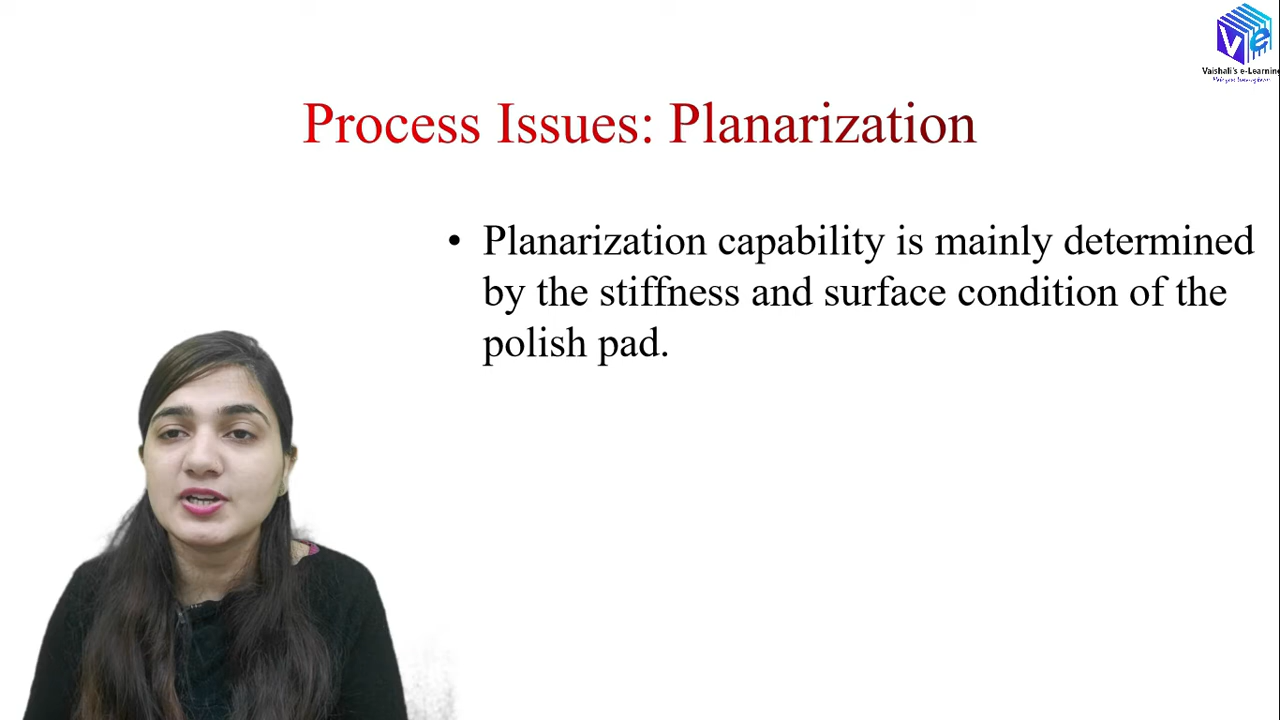 Ve
Vaishali's e-Learning
Process Issues: Planarization
• Planarization capability is mainly determined
by the stiffness and surface condition of the
polish pad.